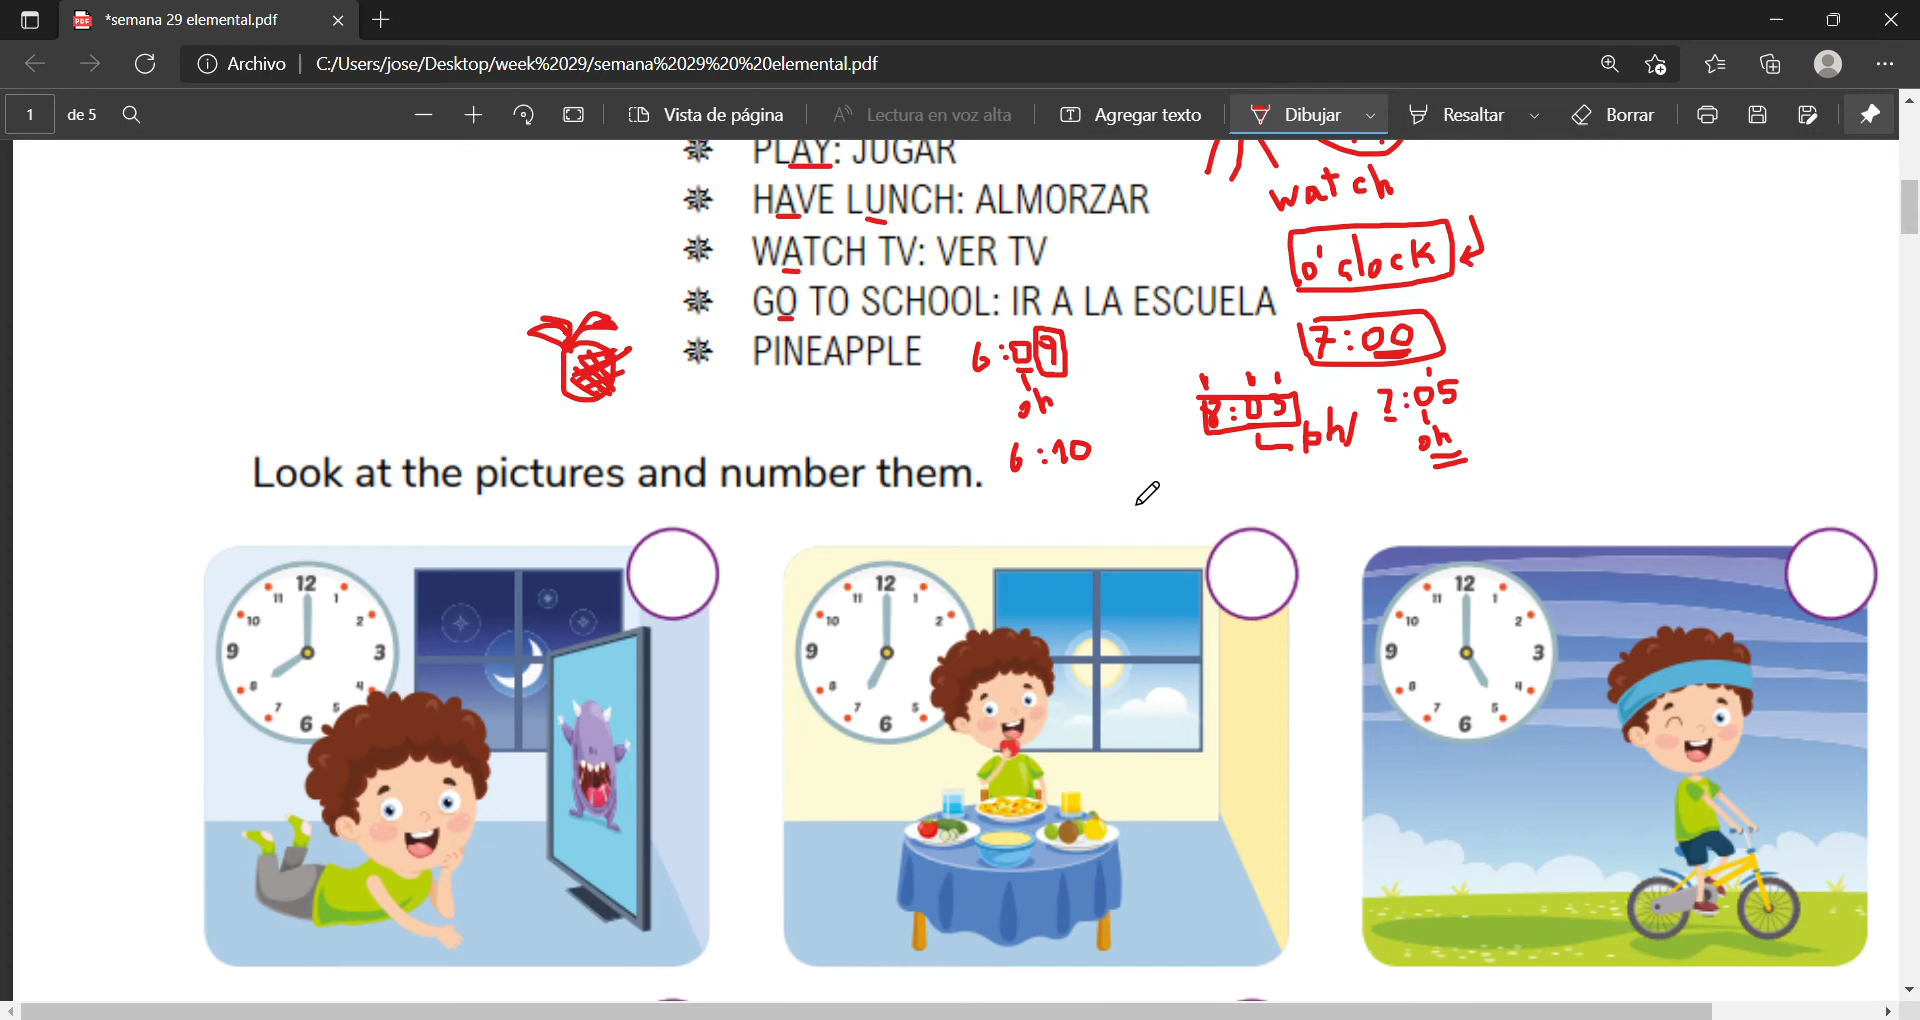 *semana 29 elemental.pdf
Archivo
C:/Users/jose/Desktop/week%2029/semana%2029%20%20elemental.pdf
1
de 5
Vista de página
Lectura en voz alta
Agregar texto
Dibujar
Resaltar
Borrar
PLAY: JUGAR
HAVE LUNCH: ALMORZAR
WATCH TV: VER TV
GO TO SCHOOL: IR A LA ESCUELA
PINEAPPLE
watch
o'clock
7:00
6:09
oh
6:10
8:05
7:05
oh
Look at the pictures and number them.
12
1
2
3
4
5
6
7
8
9
10
11
12
1
2
5
6
7
8
9
10
11
12
1
2
3
4
5
6
7
8
9
10
11